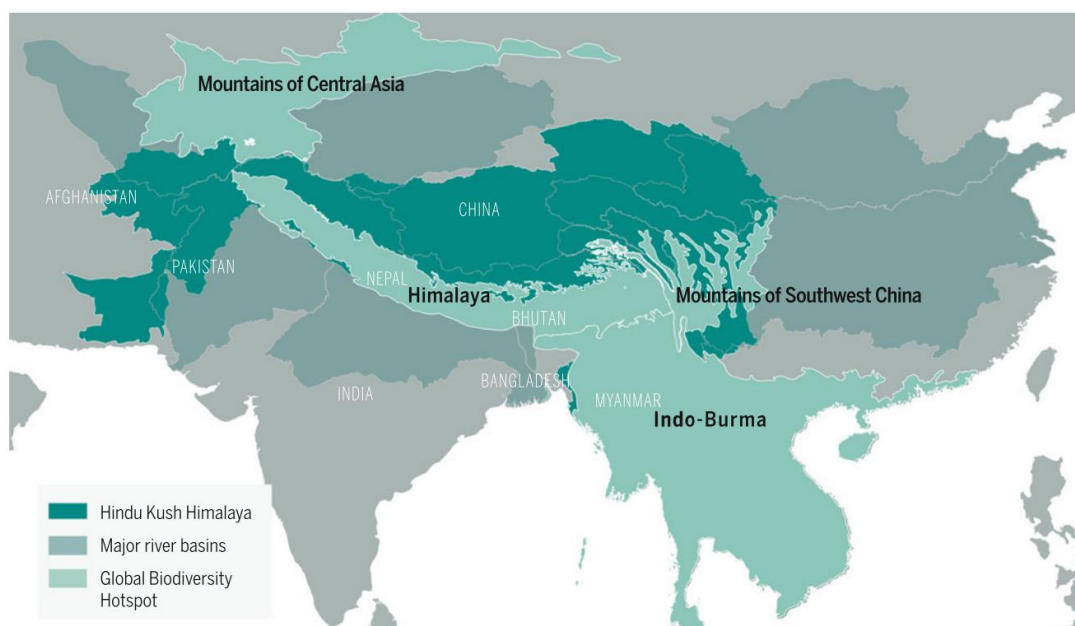 Mountains of Central Asia
AFGHANISTAN
CHINA
PAKISTAN
NEPAL
Himalaya
Mountains of Southwest China
BHUTAN
BANGLADESH
INDIA
MYANMAR
Indo-Burma
Hindu Kush Himalaya
Major river basins
Global Biodiversity
Hotspot